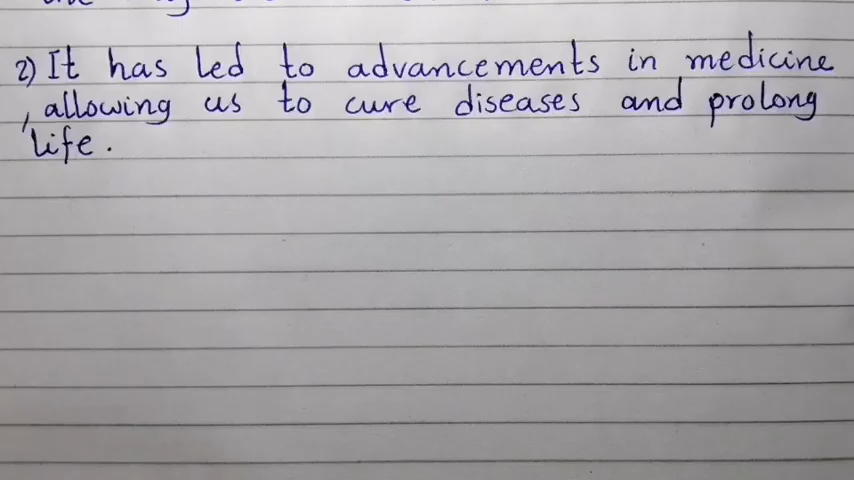 2) It has led to advancements in medicine
, allowing us to cure diseases and prolong
life.